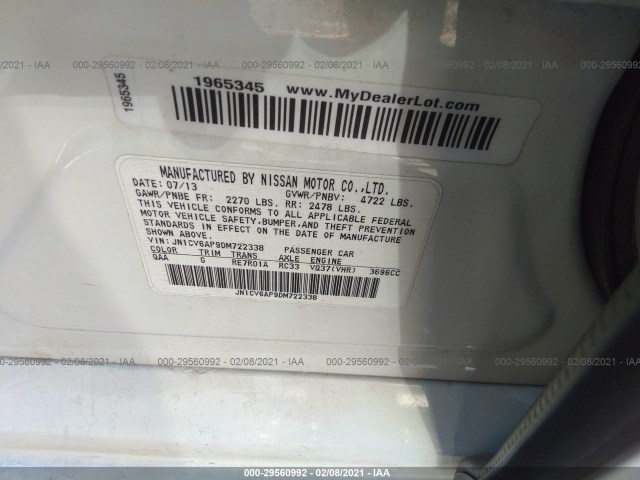 000-29560992 - 02/08/2021 - IAA
000-29560992 - 02/08/2021 - IAA
000-29560992 - 02/08/2021 - IAA
1965345
1965345 www.MyDealerLot.com
MANUFACTURED BY NISSAN MOTOR CO.,LTD.
DATE: 07/13 GVWR/PNBV: 4722 LBS.
GAWR/PNBE FR: 2270 LBS. RR: 2478 LBS.
THIS VEHICLE CONFORMS TO ALL APPLICABLE FEDERAL
MOTOR VEHICLE SAFETY,BUMPER,AND THEFT PREVENTION
STANDARDS IN EFFECT ON THE DATE OF MANUFACTURE
SHOWN ABOVE.
VIN: JN1CV6AP9DM722338 PASSENGER CAR
COLOR TRIM TRANS AXLE ENGINE
QAA G RE7R01A RC33 VQ37(VHR) 3696CC
JN1CV6AP9DM722338
000-29560992 - 02/08/2021 - IAA
000-29560992 - 02/08/2021 - IAA
000-29560992 - 02/08/2021 - IAA
000-29560992 - 02/08/2021 - IAA